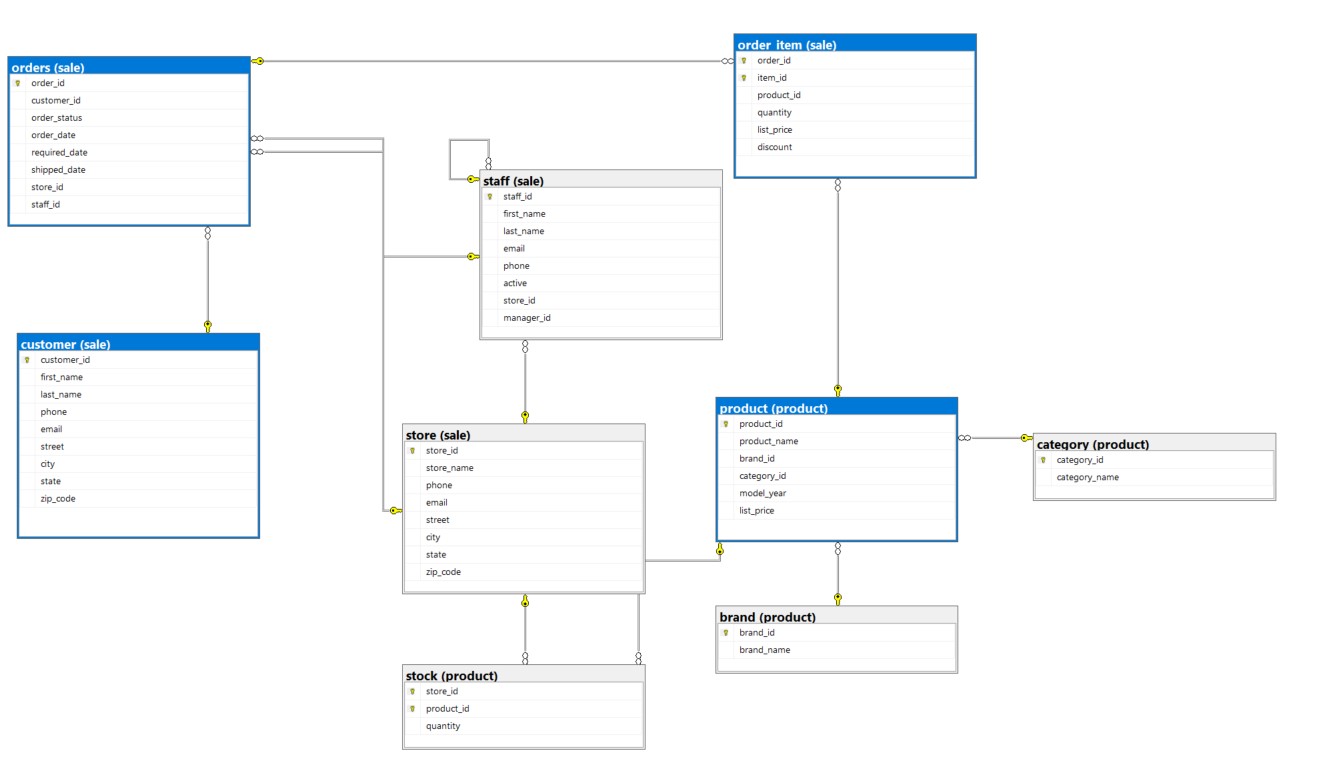 orders (sale)
order_id
customer_id
order_status
order_date
required_date
shipped_date
store_id
staff_id
order_item (sale)
order_id
item_id
product_id
quantity
list_price
discount
staff (sale)
staff_id
first_name
last_name
email
phone
active
store_id
manager_id
customer (sale)
customer_id
first_name
last_name
phone
email
street
city
state
zip_code
store (sale)
store_id
store_name
phone
email
street
city
state
zip_code
product (product)
product_id
product_name
brand_id
category_id
model_year
list_price
category (product)
category_id
category_name
brand (product)
brand_id
brand_name
stock (product)
store_id
product_id
quantity